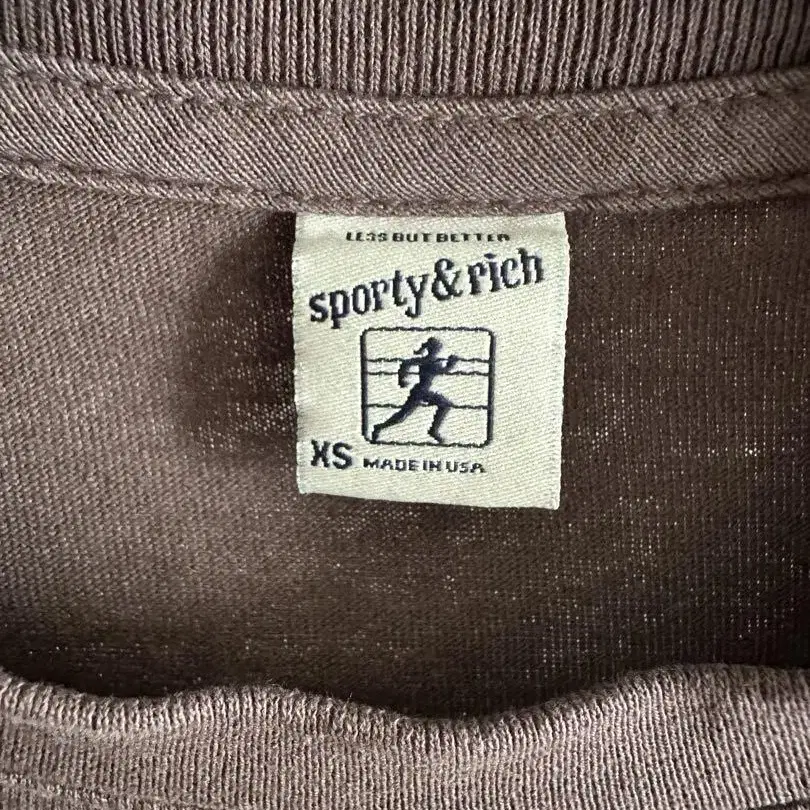 LESS BUT BETTER
sporty & rich
XS MADE IN USA